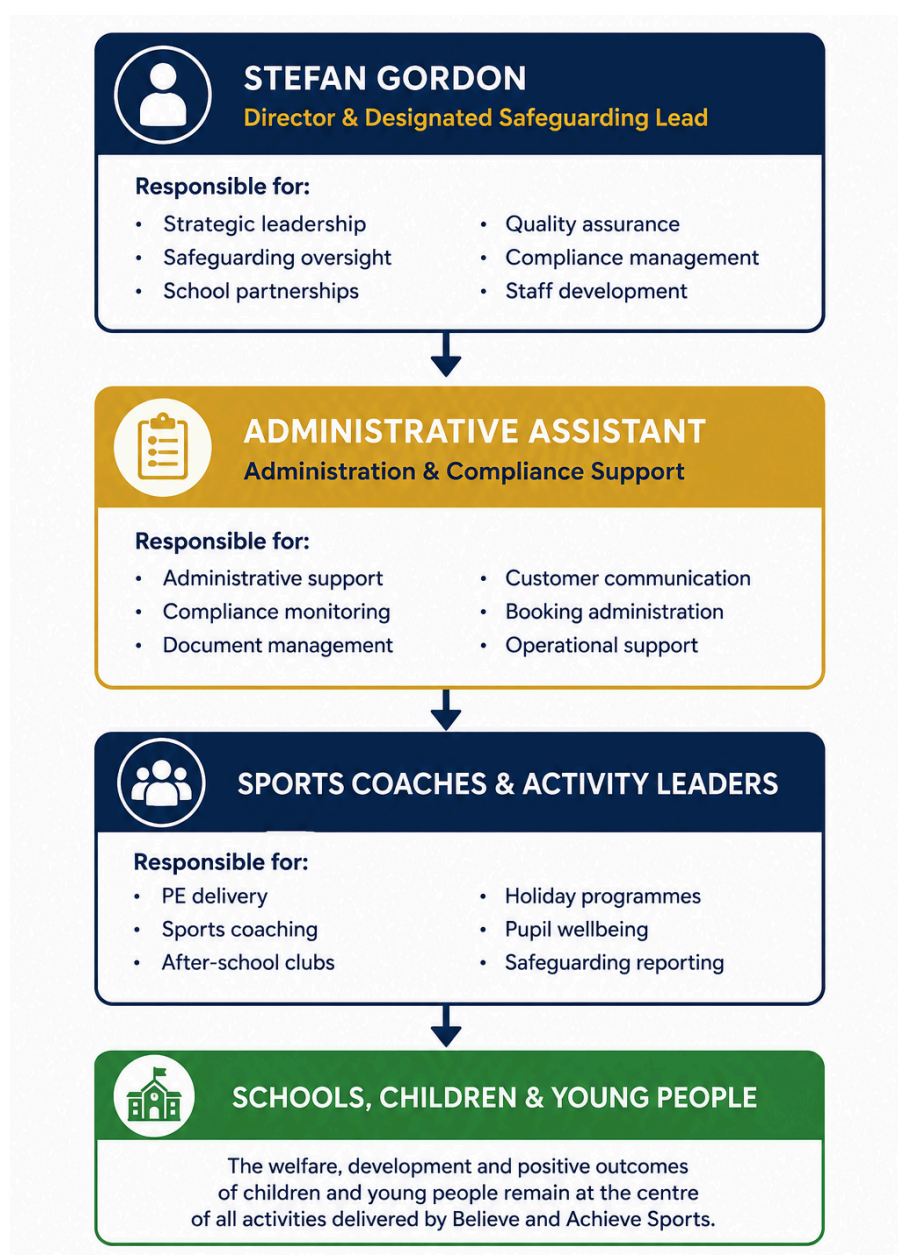 STEFAN GORDON
Director & Designated Safeguarding Lead
Responsible for:
• Strategic leadership
• Safeguarding oversight
• School partnerships
• Quality assurance
• Compliance management
• Staff development
ADMINISTRATIVE ASSISTANT
Administration & Compliance Support
Responsible for:
• Administrative support
• Compliance monitoring
• Document management
• Customer communication
• Booking administration
• Operational support
SPORTS COACHES & ACTIVITY LEADERS
Responsible for:
• PE delivery
• Sports coaching
• After-school clubs
• Holiday programmes
• Pupil wellbeing
• Safeguarding reporting
SCHOOLS, CHILDREN & YOUNG PEOPLE
The welfare, development and positive outcomes
of children and young people remain at the centre
of all activities delivered by Believe and Achieve Sports.